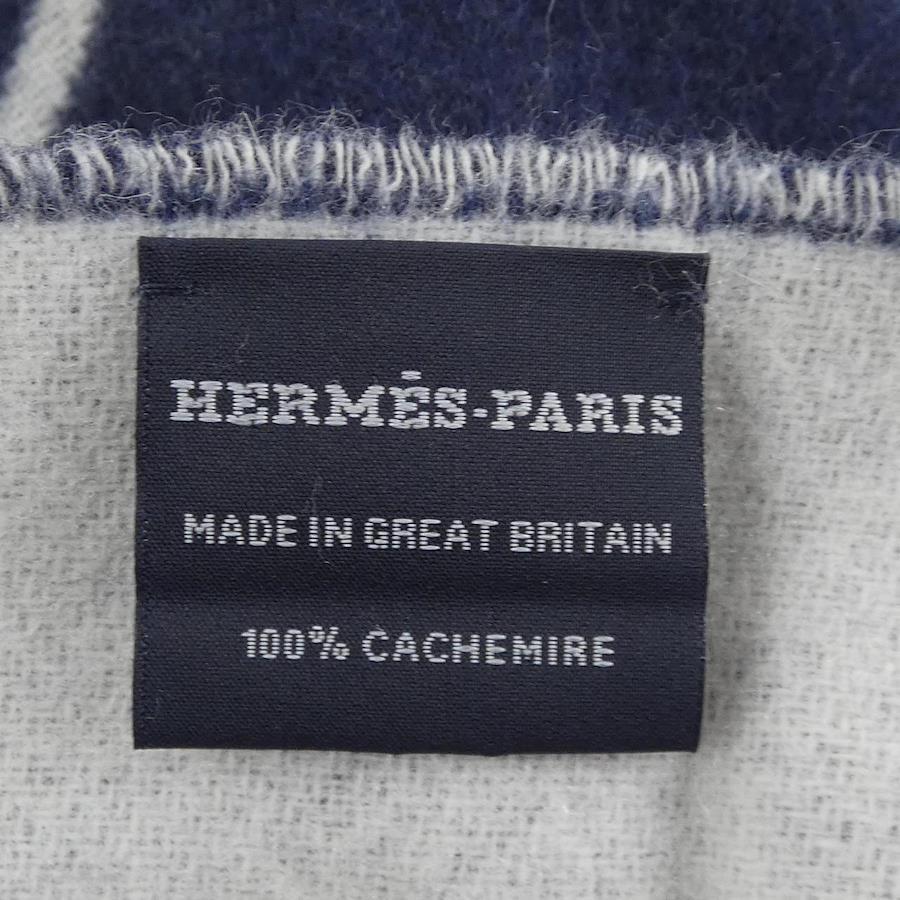 HERMÈS-PARIS
MADE IN GREAT BRITAIN
100% CACHEMIRE